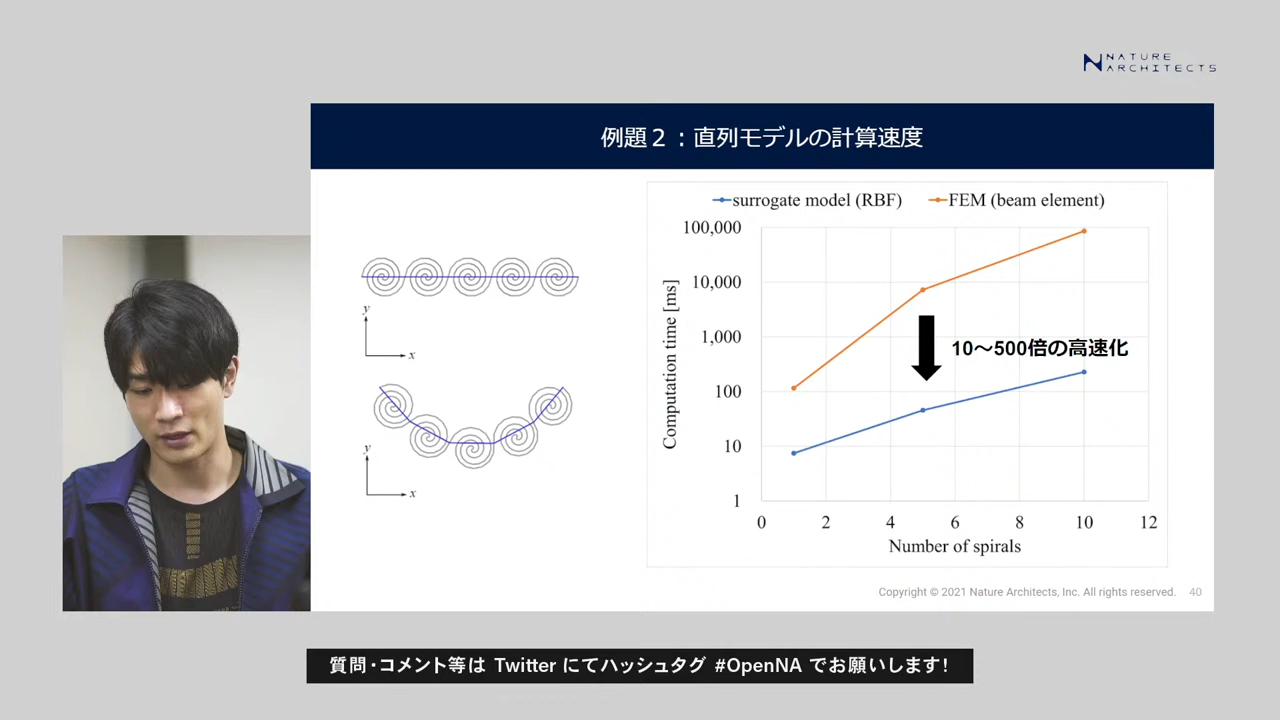 NATURE
ARCHITECTS
例題２：直列モデルの計算速度
surrogate model (RBF)
FEM (beam element)
100,000
10,000
1,000
100
10
1
Computation time [ms]
10～500倍の高速化
0
2
4
6
8
10
12
Number of spirals
y
x
y
x
Copyright © 2021 Nature Architects, Inc. All rights reserved.
40
質問・コメント等は Twitter にてハッシュタグ #OpenNA でお願いします！